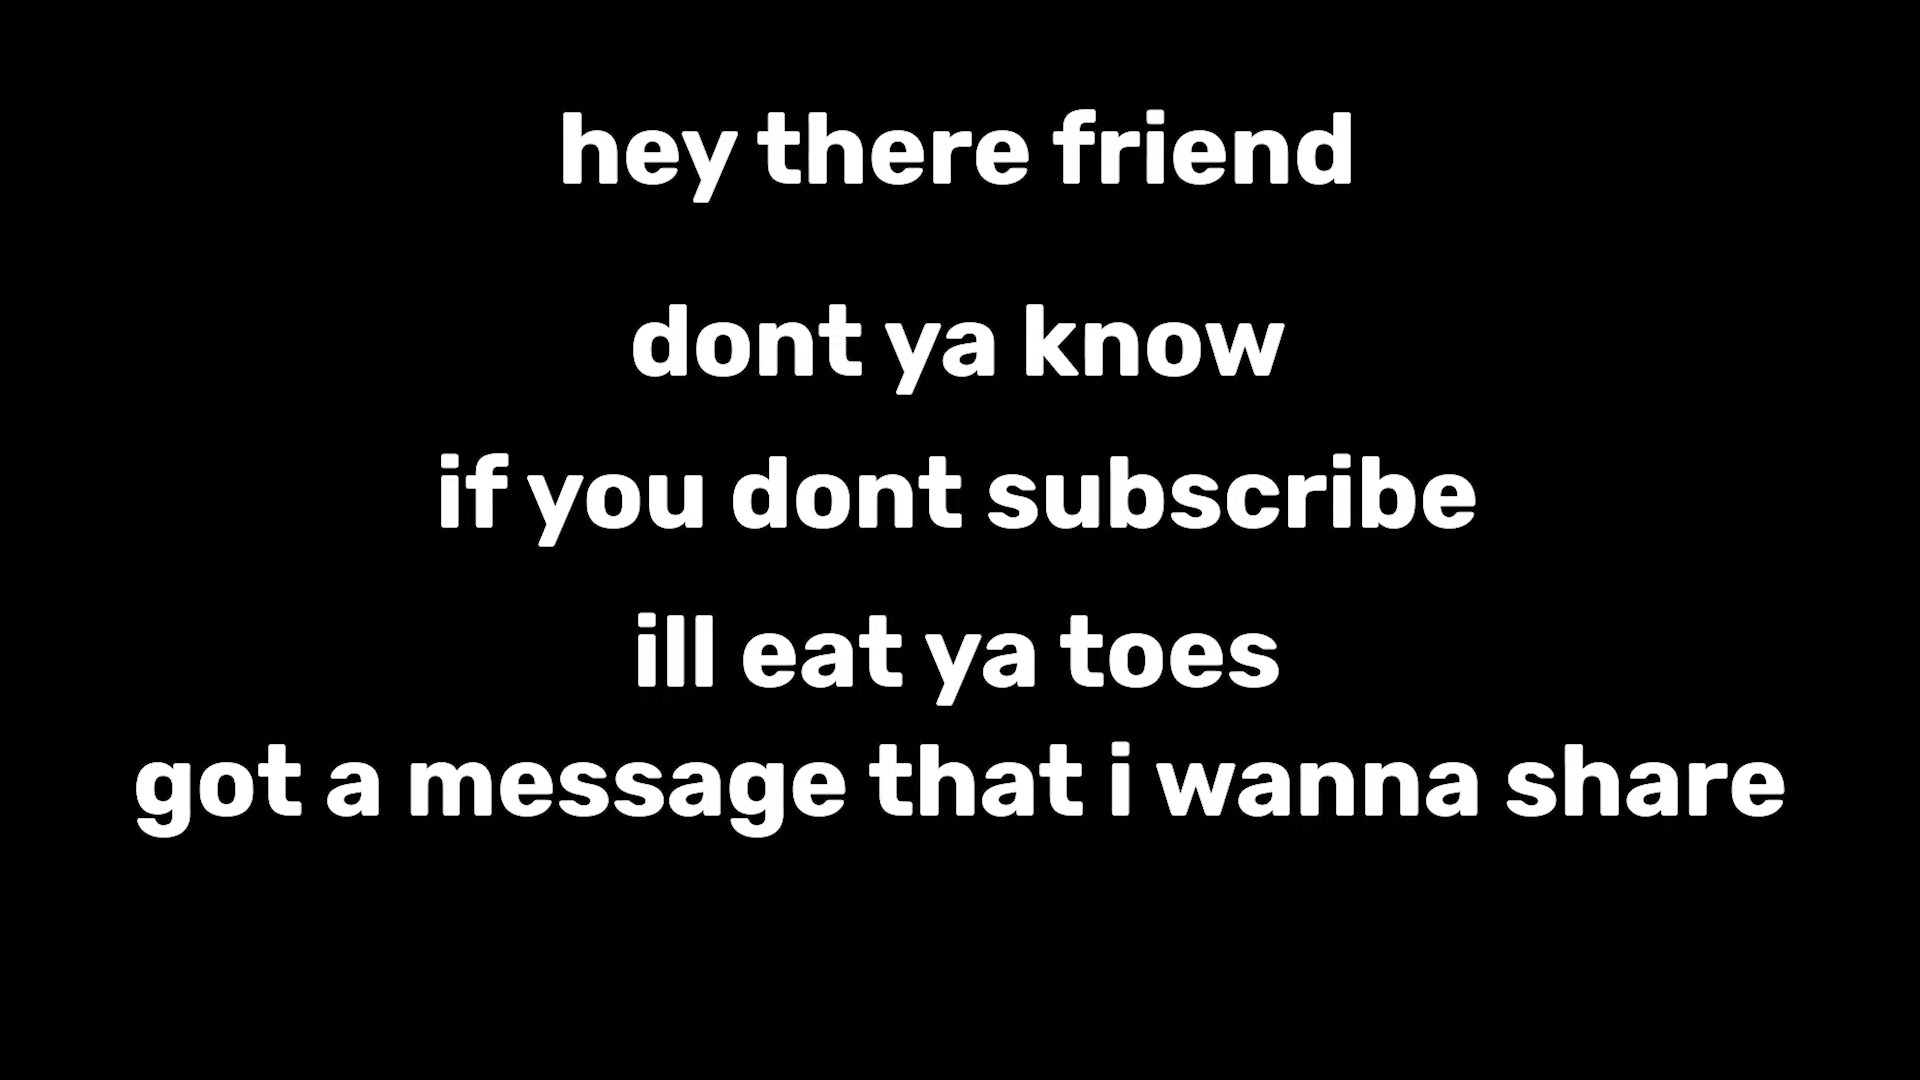 hey there friend
dont ya know
if you dont subscribe
ill eat ya toes
got a message that i wanna share